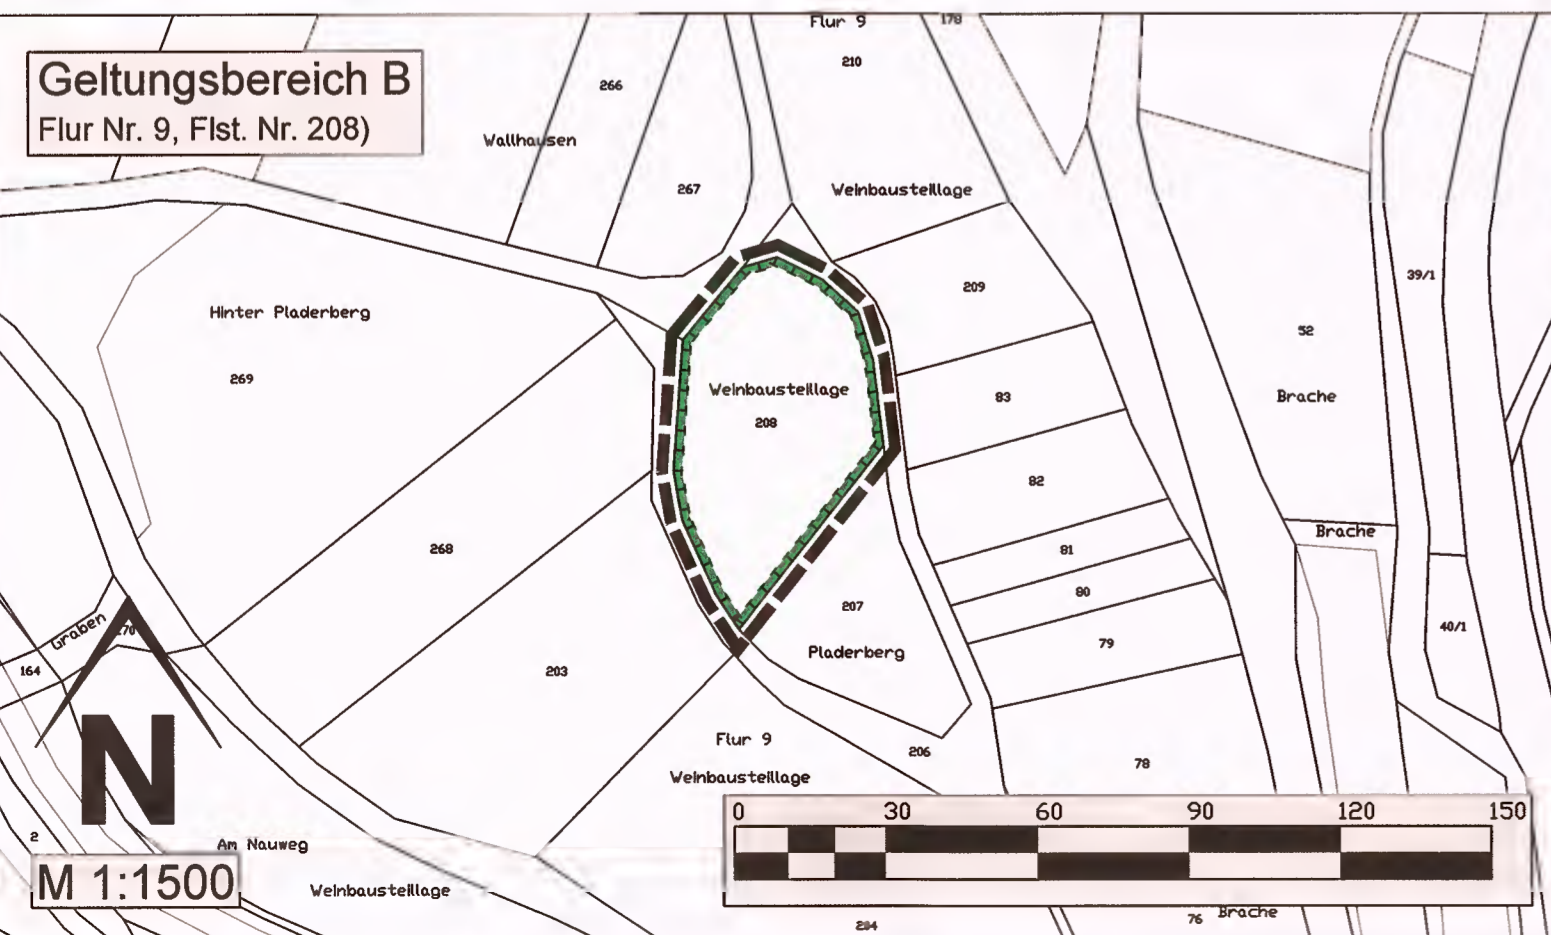 Flur 9
178
210
Geltungsbereich B
Flur Nr. 9, Flst. Nr. 208)
266
Wallhausen
267
Weinbausteillage
39/1
209
Hinter Pladerberg
52
269
Weinbausteillage
83
Brache
208
82
Brache
268
81
80
207
Graben
270
40/1
79
Pladerberg
164
203
Flur 9
206
78
Weinbausteillage
N
0 30 60 90 120 150
2
Am Nauweg
M 1:1500
Weinbausteillage
76
Brache